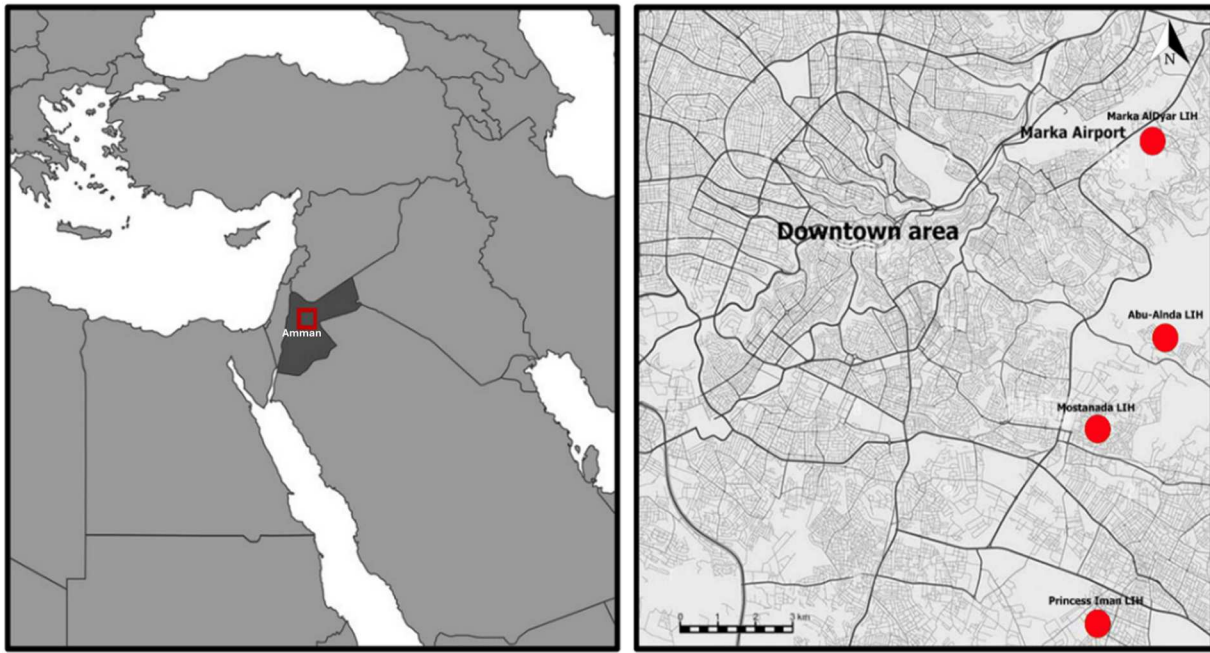 Amman
N
Marka AlDyar LIH
Marka Airport
Downtown area
Abu-Alnda LIH
Mostanada LIH
Princess Iman LIH
0 1 2 3 km